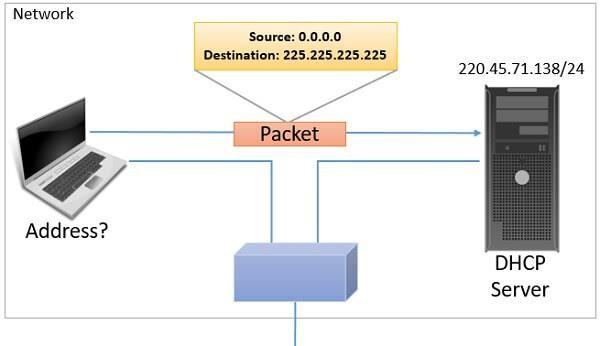 Network
Source: 0.0.0.0
Destination: 225.225.225.225
220.45.71.138/24
Packet
Address?
DHCP
Server